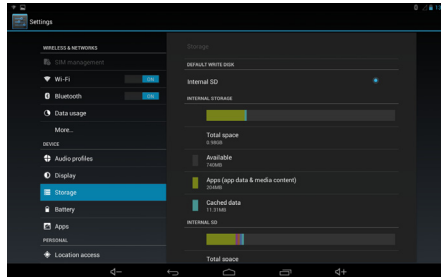 Settings
WIRELESS & NETWORKS
SIM management
Wi-Fi
ON
Bluetooth
ON
Data usage
More...
DEVICE
Audio profiles
Display
Storage
Battery
Apps
PERSONAL
Location access
Storage
DEFAULT WRITE DISK
Internal SD
INTERNAL STORAGE
Total space
0.98GB
Available
740MB
Apps (app data & media content)
204MB
Cached data
11.31MB
INTERNAL SD
Total space